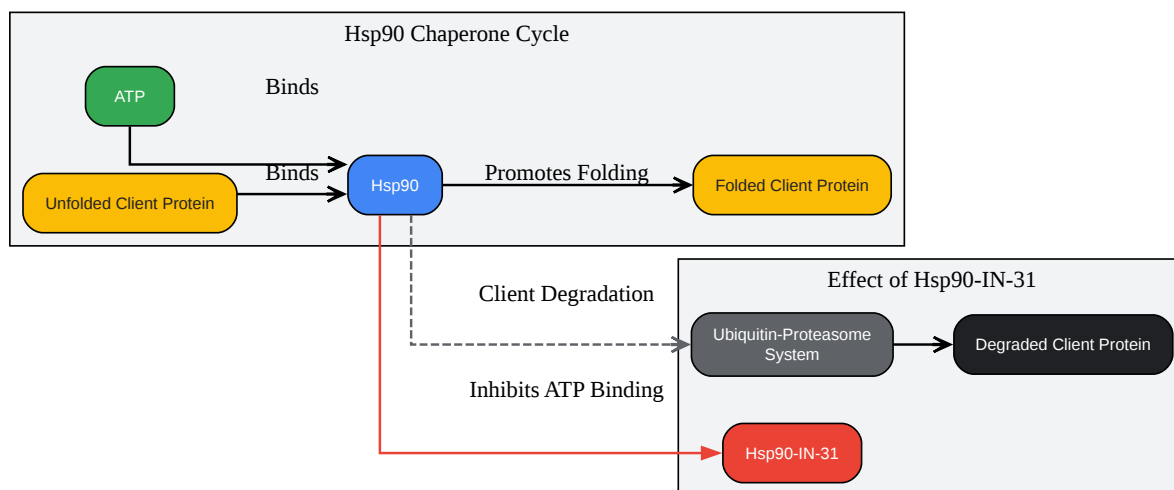 Hsp90 Chaperone Cycle
Binds
ATP
Binds
Promotes Folding
Hsp90
Folded Client Protein
Unfolded Client Protein
Effect of Hsp90-IN-31
Client Degradation
Ubiquitin-Proteasome
System
Degraded Client Protein
Inhibits ATP Binding
Hsp90-IN-31